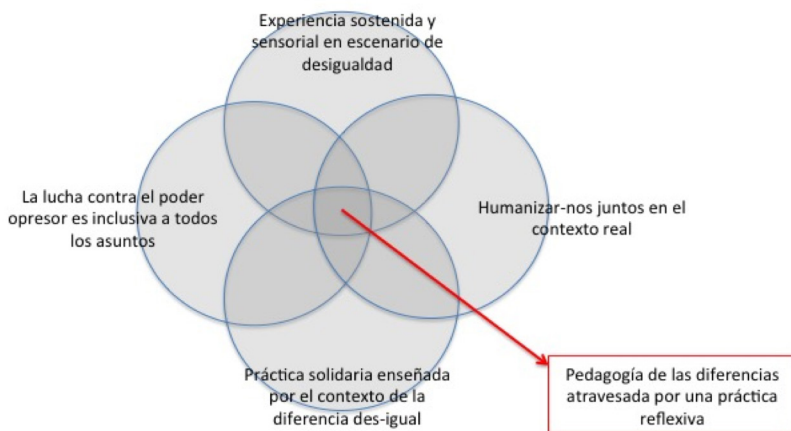 Experiencia sostenida y
sensorial en escenario de
desigualdad
La lucha contra el poder
opresor es inclusiva a todos
los asuntos
Humanizar-nos juntos en el
contexto real
Práctica solidaria enseñada
por el contexto de la
diferencia des-igual
Pedagogía de las diferencias
atravesada por una práctica
reflexiva